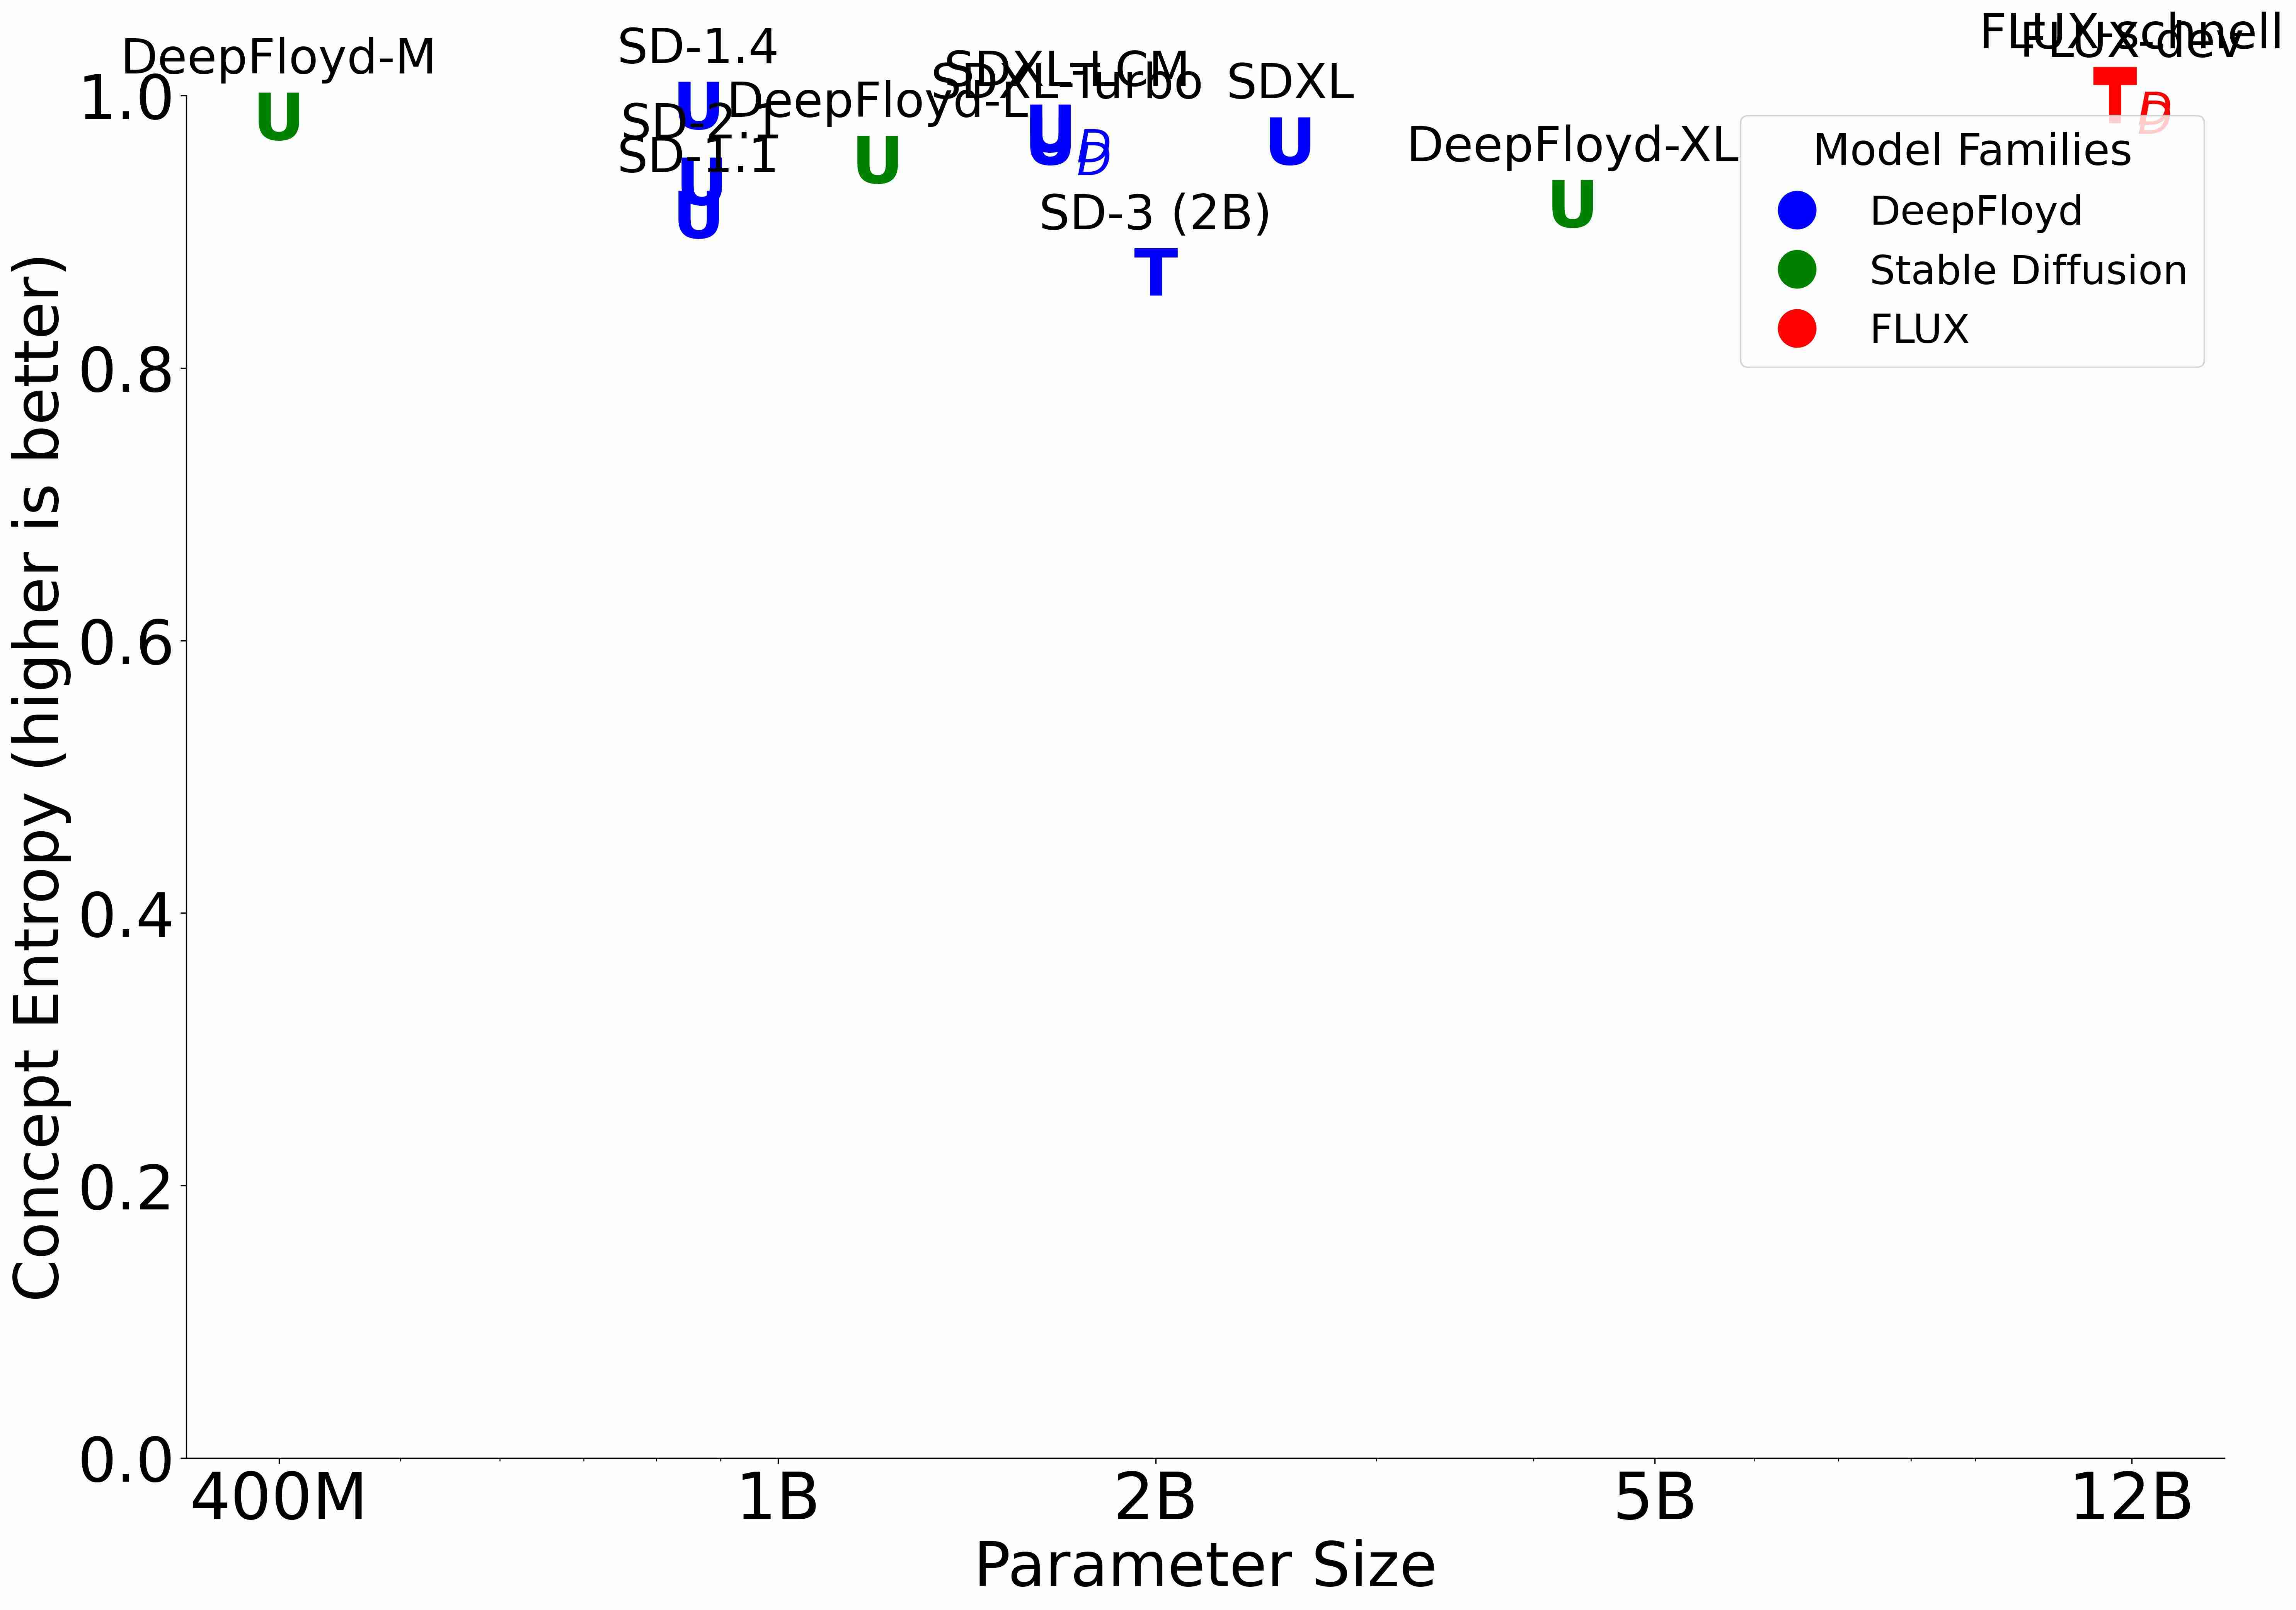 FLUX-schnell
FLUX-dev
DeepFloyd-M
SD-1.4
SDXL-LCM
SDXL-Turbo
SDXL
DeepFloyd-L
SD-2.1
SD-1.1
DeepFloyd-XL
SD-3 (2B)
U
U
U
U
U
U
U
D
D
U
T
U
T
D
D
Model Families
DeepFloyd
Stable Diffusion
FLUX
Concept Entropy (higher is better)
1.0
0.8
0.6
0.4
0.2
0.0
400M
1B
2B
5B
12B
Parameter Size